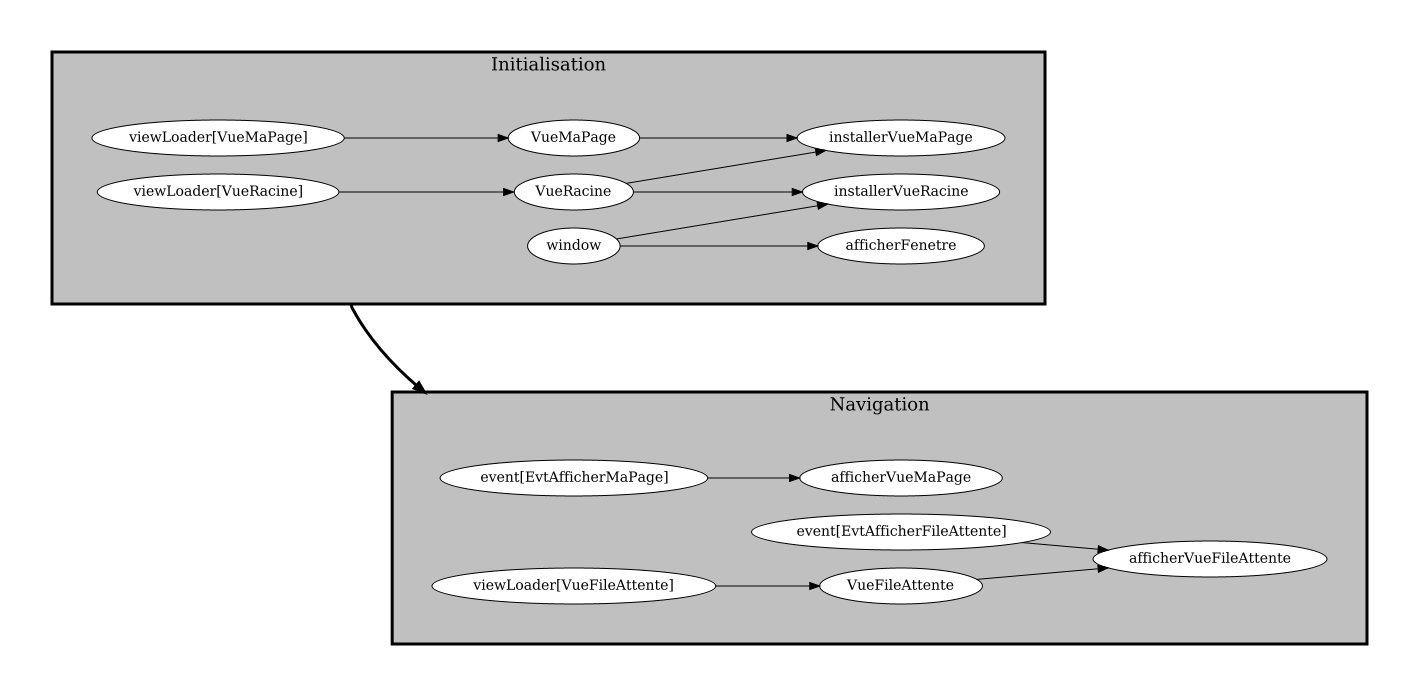 Initialisation
viewLoader[VueMaPage]
VueMaPage
installerVueMaPage
viewLoader[VueRacine]
VueRacine
installerVueRacine
window
afficherFenetre
Navigation
event[EvtAfficherMaPage]
afficherVueMaPage
event[EvtAfficherFileAttente]
afficherVueFileAttente
viewLoader[VueFileAttente]
VueFileAttente